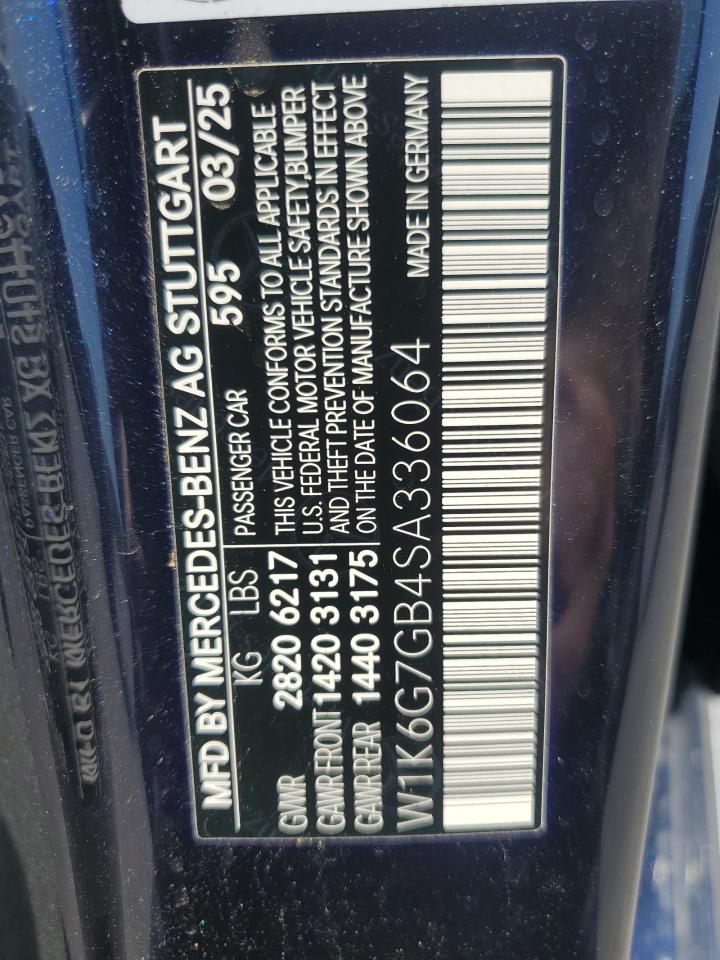 MFD BY MERCEDES-BENZ AG STUTTGART
595 03/25
KG LBS
PASSENGER CAR
GWR 2820 6217
GAWR FRONT 1420 3131
GAWR REAR 1440 3175
THIS VEHICLE CONFORMS TO ALL APPLICABLE
U.S. FEDERAL MOTOR VEHICLE SAFETY,BUMPER
AND THEFT PREVENTION STANDARDS IN EFFECT
ON THE DATE OF MANUFACTURE SHOWN ABOVE
W1K6G7GB4SA336064
MADE IN GERMANY